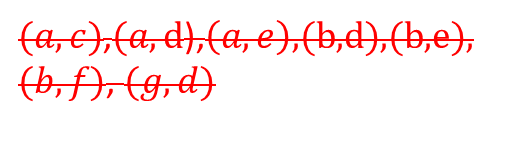 (a, c),(a, d),(a, e),(b,d),(b,e),
(b, f), (g, d)